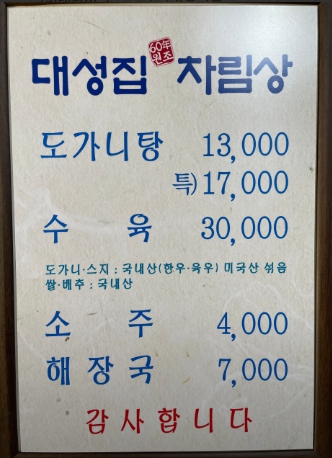 60年
원조
대성집 차림상
도가니탕 13,000
특)17,000
수 육 30,000
도가니·스지 : 국내산(한우·육우) 미국산 섞음
쌀·배추 : 국내산
소 주 4,000
해장국 7,000
감사합니다